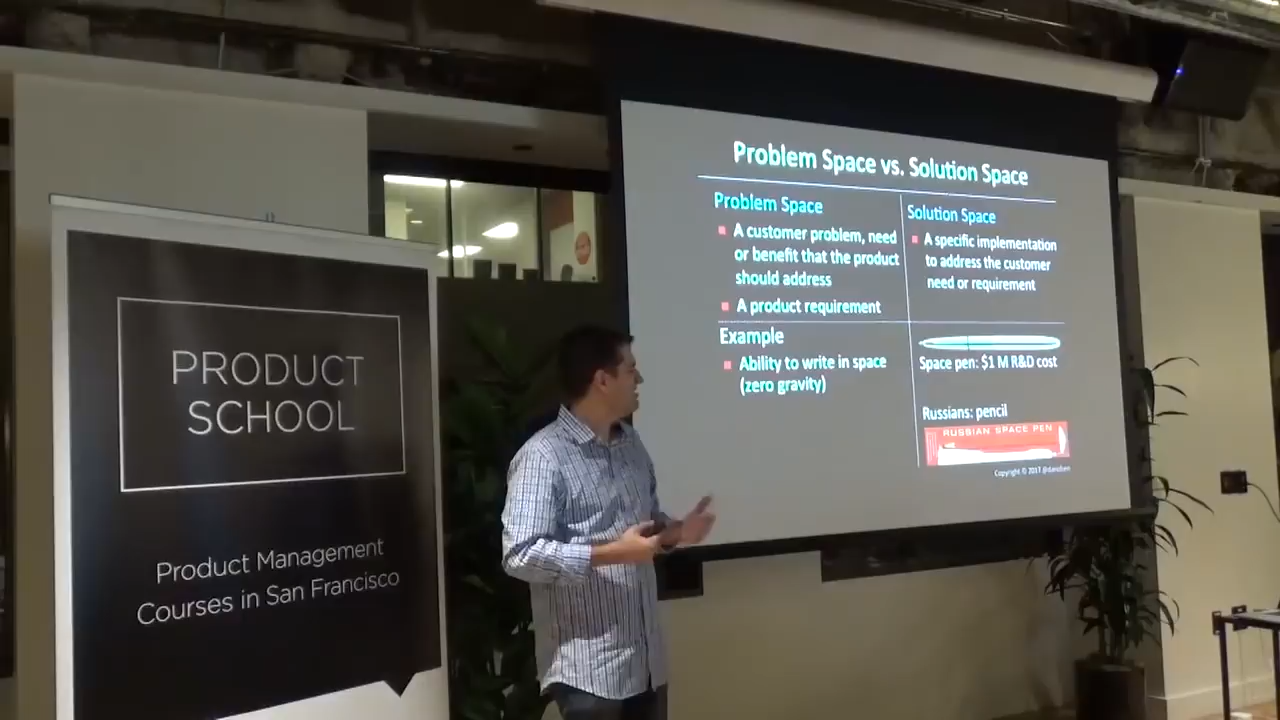 PRODUCT
SCHOOL
Product Management
Courses in San Francisco
Problem Space vs. Solution Space
Problem Space
A customer problem, need
or benefit that the product
should address
A product requirement
Solution Space
A specific implementation
to address the customer
need or requirement
Example
Ability to write in space
(zero gravity)
Space pen: $1 M R&D cost
Russians: pencil
RUSSIAN SPACE PEN
Copyright © 2017 @danolsen